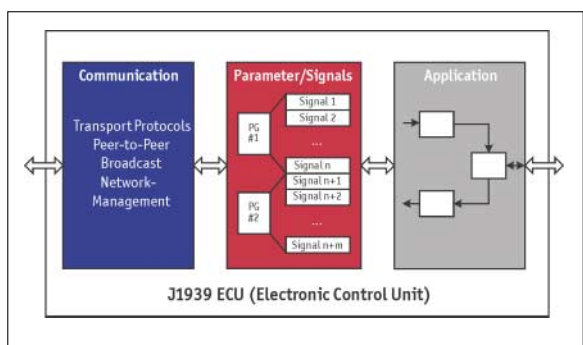 Communication
Transport Protocols
Peer-to-Peer
Broadcast
Network-
Management
Parameter/Signals
PG
#1
Signal 1
Signal 2
...
Signal n
PG
#2
Signal n+1
Signal n+2
...
Signal n+m
Application
J1939 ECU (Electronic Control Unit)